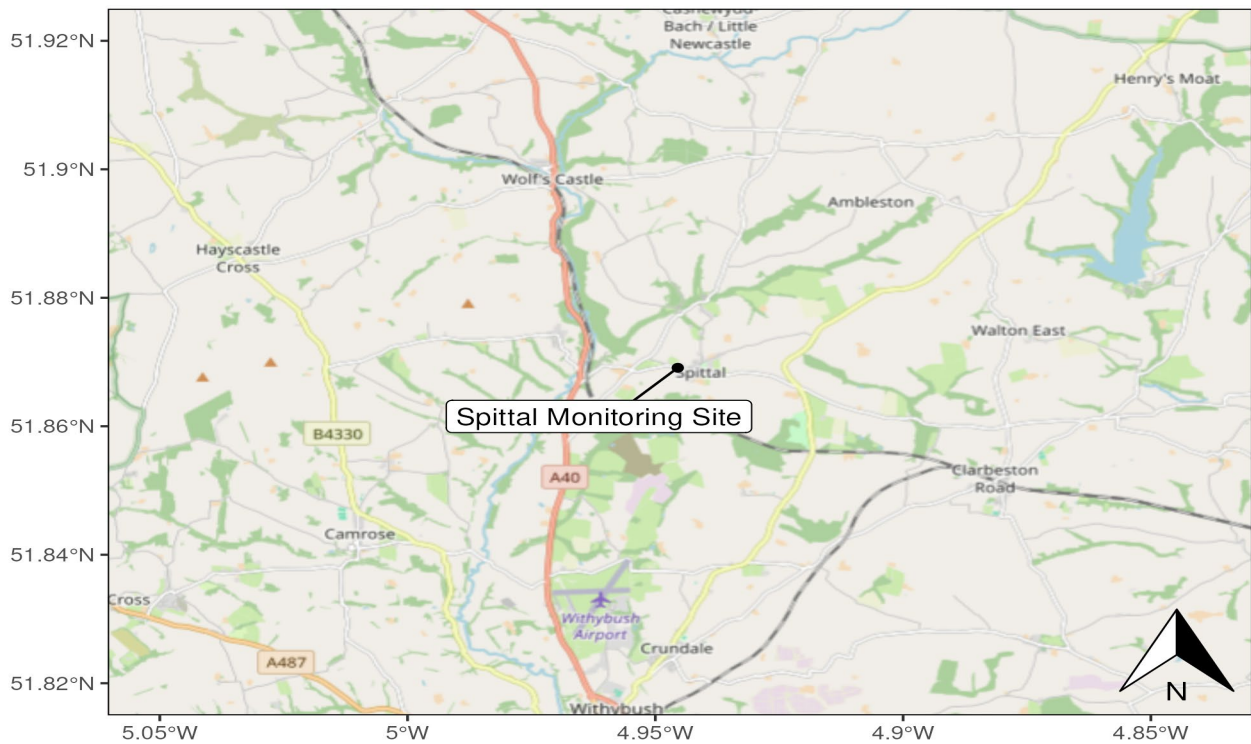 Bach / Little
Newcastle
51.92°N
Henry's Moat
51.9°N
Wolf's Castle
Ambleston
Hayscastle
Cross
51.88°N
Walton East
Spittal
Spittal Monitoring Site
51.86°N
B4330
A40
Clarbeston
Road
Camrose
51.84°N
Cross
Withybush
Airport
Crundale
A487
51.82°N
N
Withybush
5.05°W
5°W
4.95°W
4.9°W
4.85°W